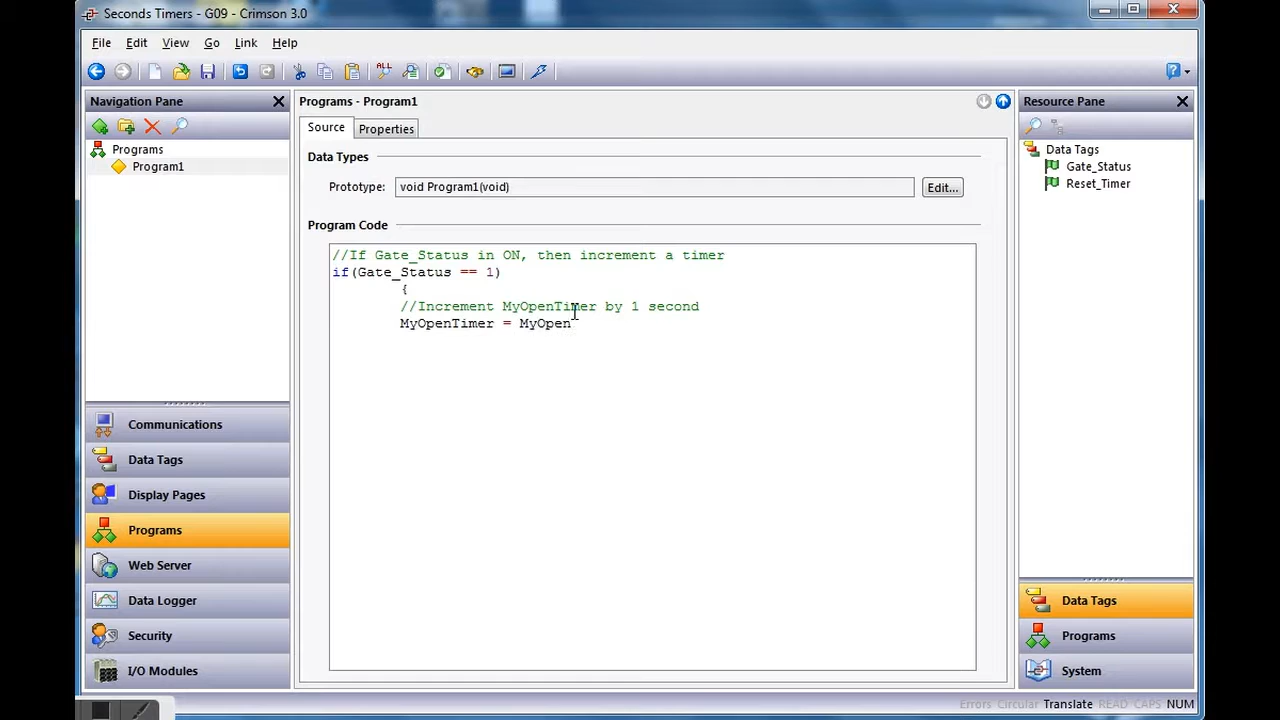 Seconds Timers - G09 - Crimson 3.0
File Edit View Go Link Help
ALL
Navigation Pane
Programs
Program1
Communications
Data Tags
Display Pages
Programs
Web Server
Data Logger
Security
I/O Modules
Programs - Program1
Source Properties
Data Types
Prototype: void Program1(void) Edit...
Program Code
//If Gate_Status in ON, then increment a timer
if(Gate_Status == 1)
{
//Increment MyOpenTimer by 1 second
MyOpenTimer = MyOpen
Resource Pane
Data Tags
Gate_Status
Reset_Timer
Data Tags
Programs
System
Errors Circular Translate READ CAPS NUM